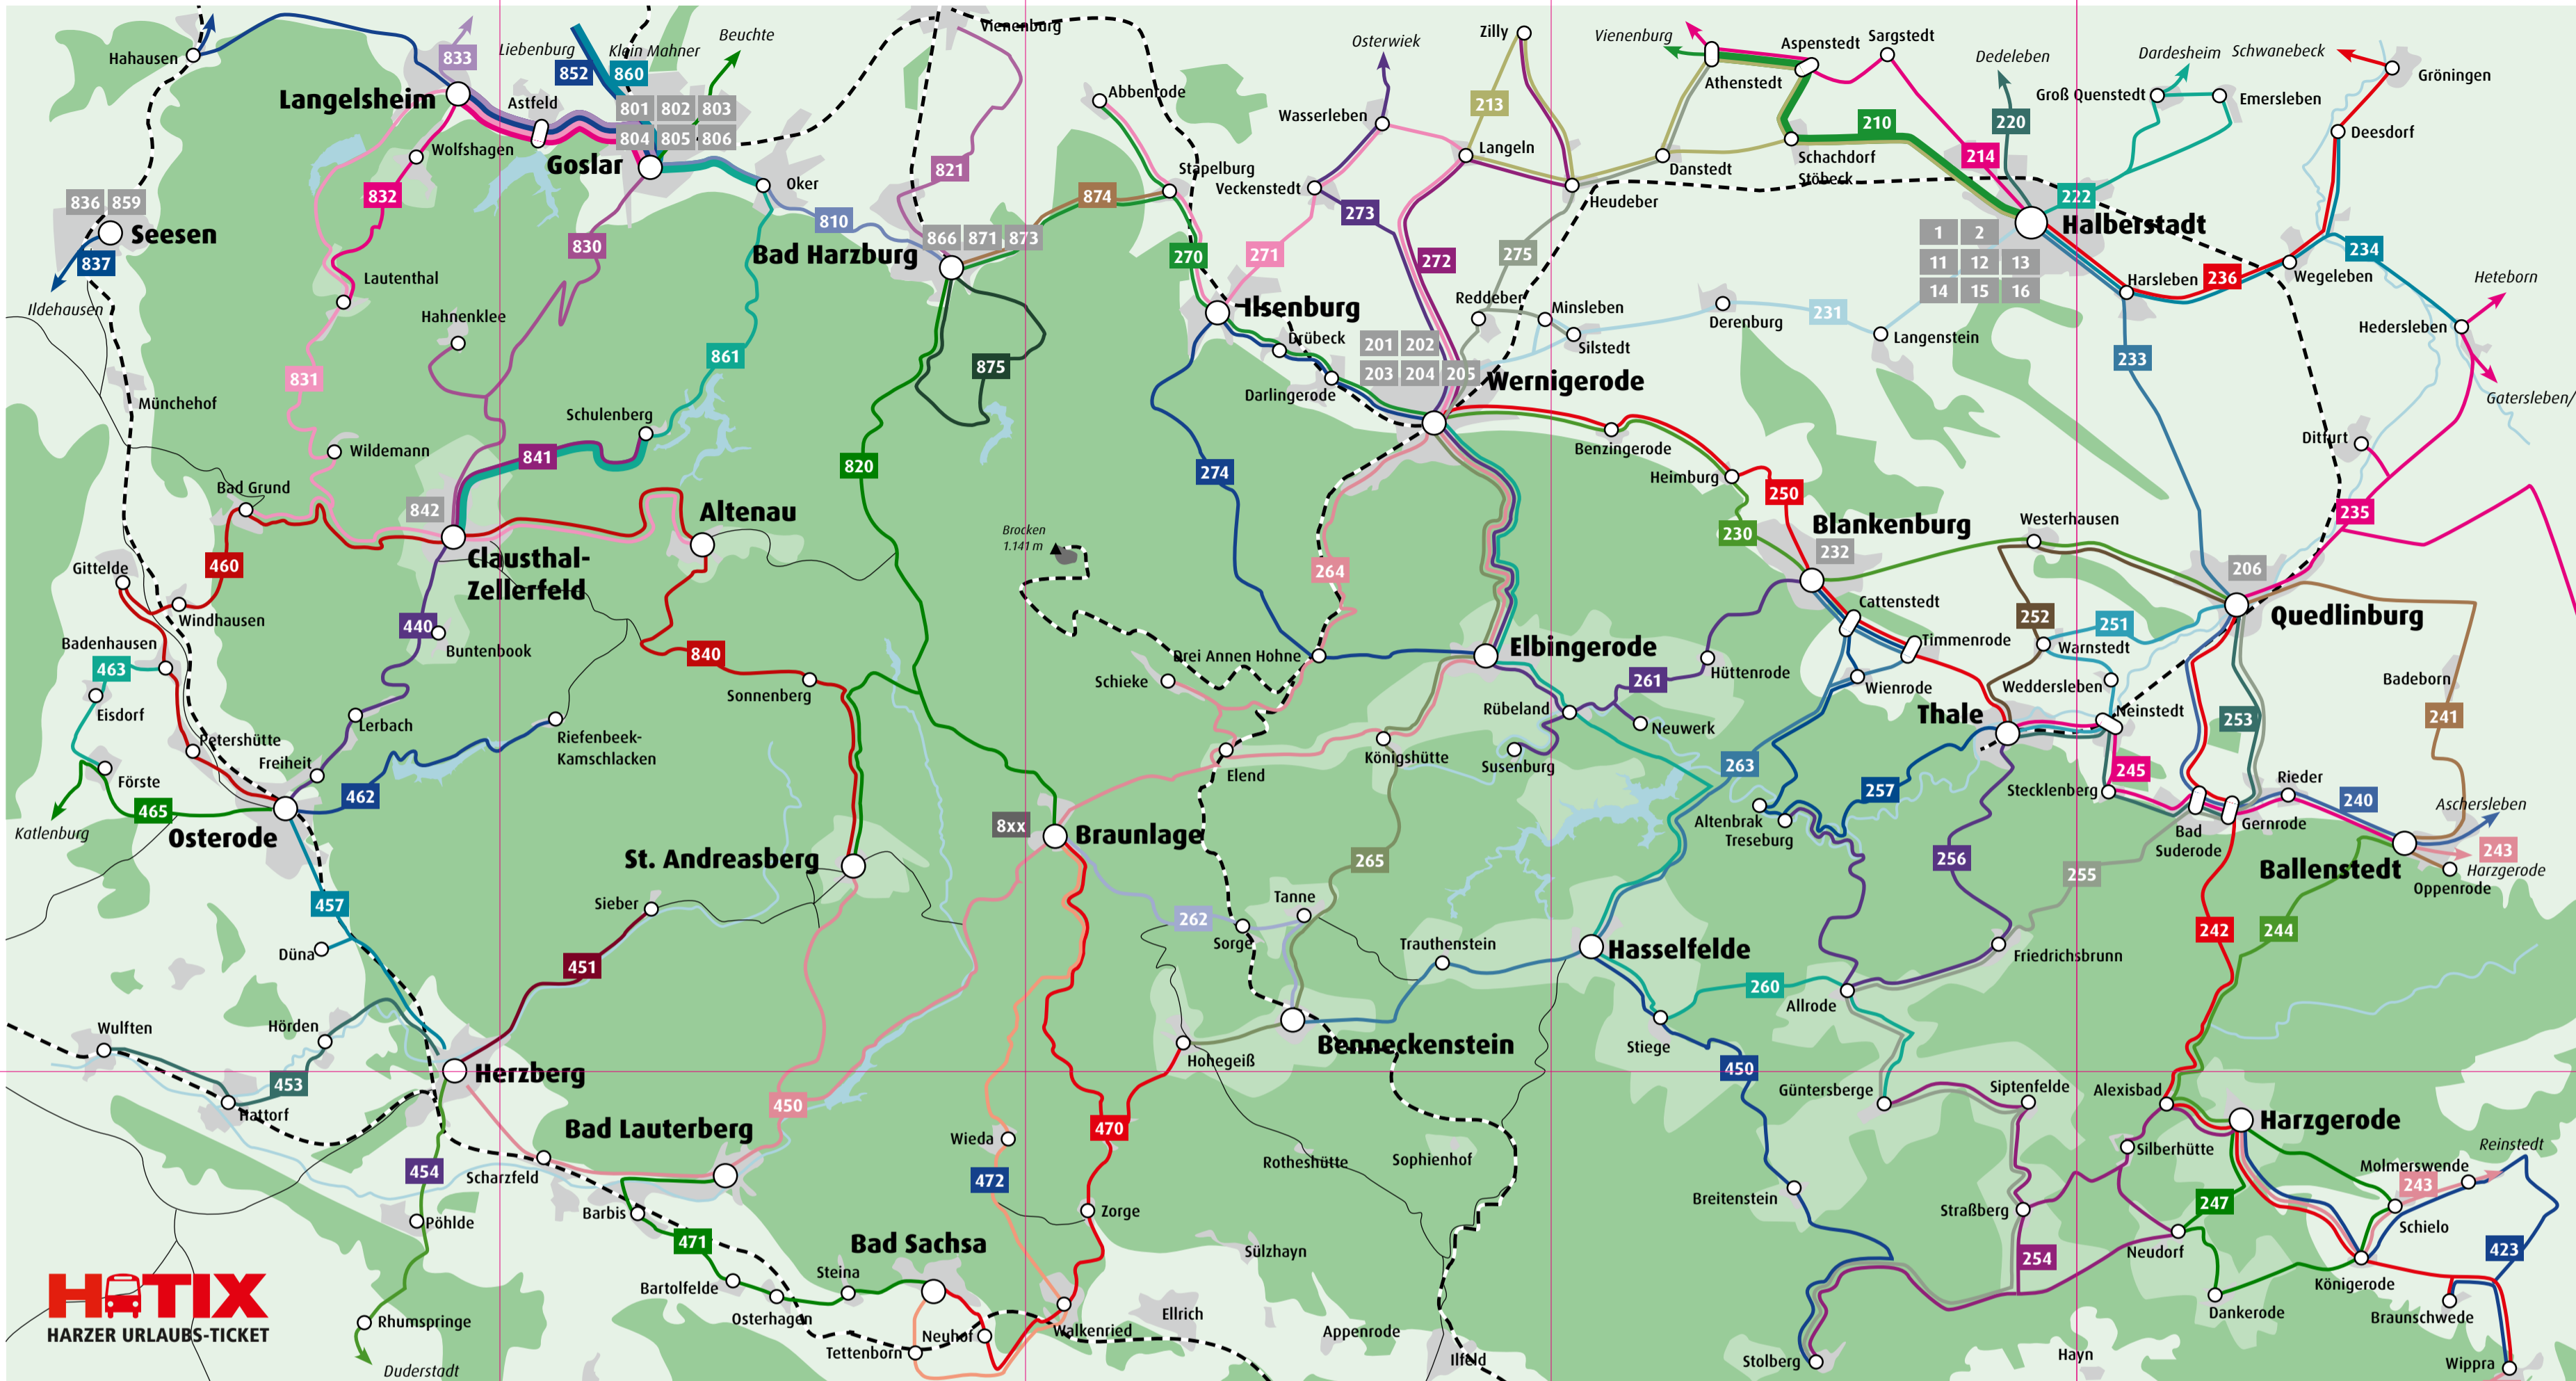 Hahausen
833
Liebenburg
Klein Mahner
Beuchte
852
860
Vienenburg
Langelsheim
Astfeld
801 802 803
804 805 806
Goslar
Wolfshagen
832
Oker
821
810
Abbenrode
Stapelburg
874
836 859
Seesen
837
Ildehausen
Lautenthal
830
Bad Harzburg
866 871 873
Hahnenklee
831
861
875
Münchehof
Schulenberg
Wildemann
841
820
Bad Grund
842
Clausthal-
Zellerfeld
Altenau
460
Gittelde
Windhausen
Badenhausen
463
440
Buntenbook
Eisdorf
840
Sonnenberg
Lerbach
Petershütte
Riefenbeek-
Kamschlacken
Freiheit
Förste
462
465
Katlenburg
Osterode
St. Andreasberg
457
Sieber
Düna
451
Wulften
Hörden
453
Hattorf
Herzberg
450
Bad Lauterberg
454
Scharzfeld
Barbis
Pöhlde
471
Bartolfelde
Osterhagen
Steina
Bad Sachsa
Neuhof
Tettenborn
Rhumspringe
Duderstadt
HATIX
HARZER URLAUBS-TICKET
Osterwiek
Zilly
Vienenburg
Athenstedt
Aspenstedt
Sargstedt
Dedeleben
Dardesheim
Schwanebeck
Gröningen
Wasserleben
213
Langeln
Groß Quenstedt
Emersleben
Deesdorf
210
220
214
Danstedt
Schachdorf
Ströbeck
Veckenstedt
273
Heudeber
222
Halberstadt
270
271
272
275
1 2
11 12 13
14 15 16
Harsleben
236
Wegeleben
234
Heteborn
Ilsenburg
Drübeck
Darlingerode
Reddeber
Minsleben
Silstedt
Derenburg
231
Langenstein
Hedersleben
Gatersleben/
201 202
203 204 205
Wernigerode
233
Benzingerode
Ditfurt
Heimburg
250
274
230
Blankenburg
232
Westerhausen
235
206
Quedlinburg
Brocken
1.141 m
264
Cattenstedt
Timmenrode
252
251
Warnstedt
Drei Annen Hohne
Elbingerode
Schieke
261
Hüttenrode
Wienrode
Weddersleben
Badeborn
Rübeland
Neuwerk
Thale
Neinstedt
253
241
Susenburg
Königshütte
Elend
263
257
245
Stecklenberg
Rieder
240
Aschersleben
8xx
Braunlage
Altenbrak
Treseburg
Bad
Suderode
Gernrode
243
Harzgerode
Ballenstedt
Oppenrode
265
256
255
262
Sorge
Tanne
Trauthenstein
Hasselfelde
Friedrichsbrunn
242
244
260
Allrode
Stiege
Hohegeiß
Benneckenstein
450
Güntersberge
Siptenfelde
Alexisbad
Harzgerode
470
Wieda
472
Rotheshütte
Sophienhof
Silberhütte
Reinstedt
Molmerswende
243
Zorge
Breitenstein
Straßberg
247
Schielo
Sülzhayn
254
Neudorf
423
Königerode
Walkenried
Ellrich
Appenrode
Ilfeld
Dankerode
Braunschwede
Stolberg
Hayn
Wippra